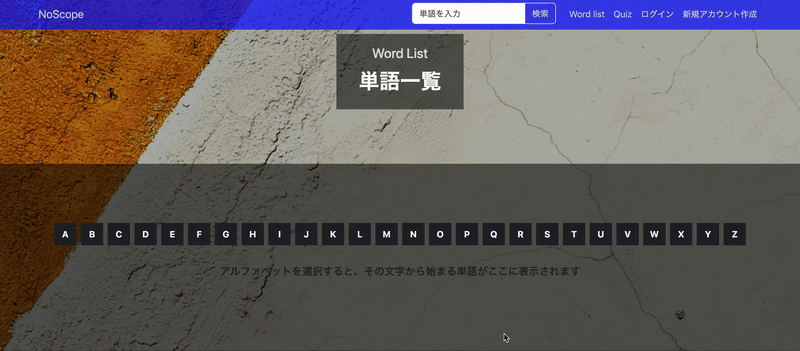 NoScope
単語を入力 検索 Word list Quiz ログイン 新規アカウント作成
Word List
単語一覧
A B C D E F G H I J K L M N O P Q R S T U V W X Y Z
アルファベットを選択すると、その文字から始まる単語がここに表示されます